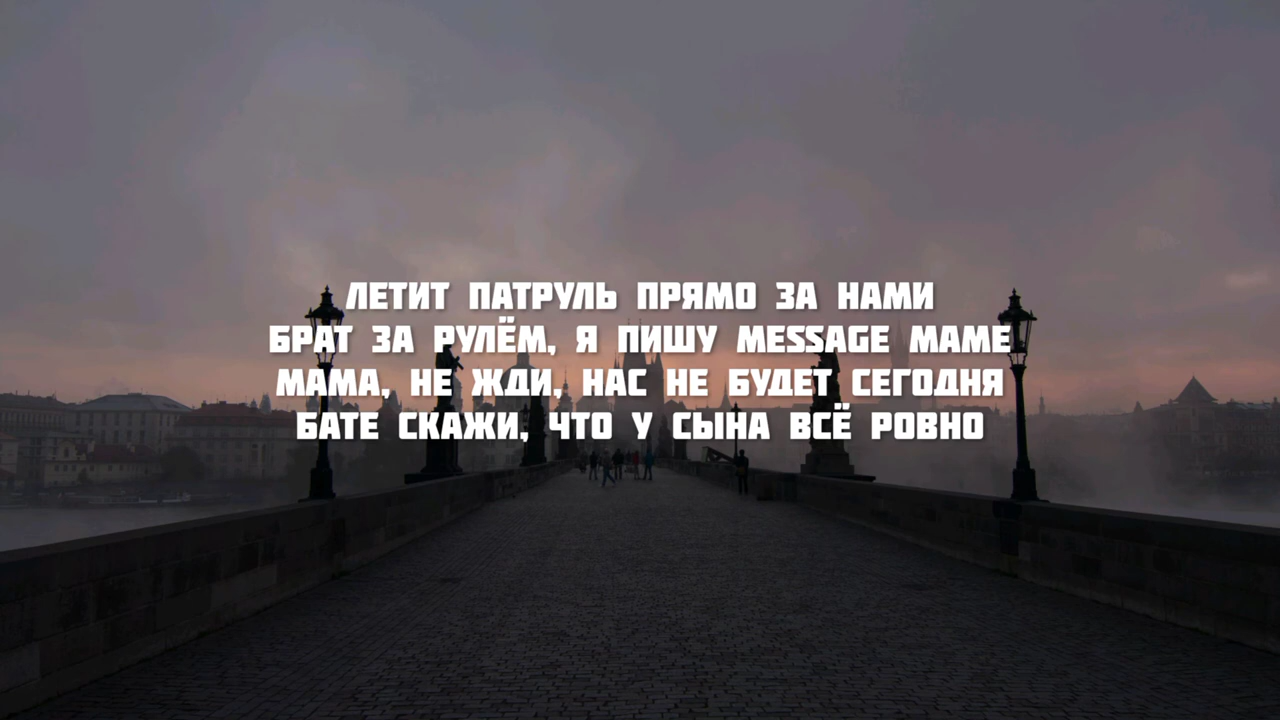 ЛЕТИТ ПАТРУЛЬ ПРЯМО ЗА НАМИ
БРАТ ЗА РУЛЁМ, Я ПИШУ MESSAGE МАМЕ
МАМА, НЕ ЖДИ, НАС НЕ БУДЕТ СЕГОДНЯ
БАТЕ СКАЖИ, ЧТО У СЫНА ВСЁ РОВНО